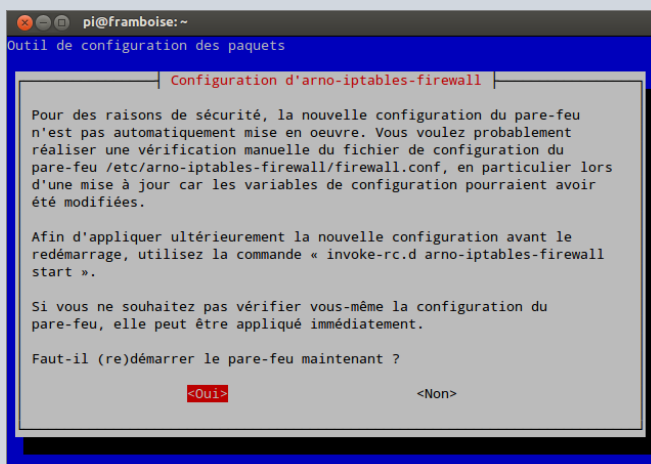 pi@framboise: ~
Outil de configuration des paquets
Configuration d'arno-iptables-firewall
Pour des raisons de sécurité, la nouvelle configuration du pare-feu
n'est pas automatiquement mise en oeuvre. Vous voulez probablement
réaliser une vérification manuelle du fichier de configuration du
pare-feu /etc/arno-iptables-firewall/firewall.conf, en particulier lors
d'une mise à jour car les variables de configuration pourraient avoir
été modifiées.
Afin d'appliquer ultérieurement la nouvelle configuration avant le
redémarrage, utilisez la commande « invoke-rc.d arno-iptables-firewall
start ».
Si vous ne souhaitez pas vérifier vous-même la configuration du
pare-feu, elle peut être appliqué immédiatement.
Faut-il (re)démarrer le pare-feu maintenant ?
<Oui> <Non>